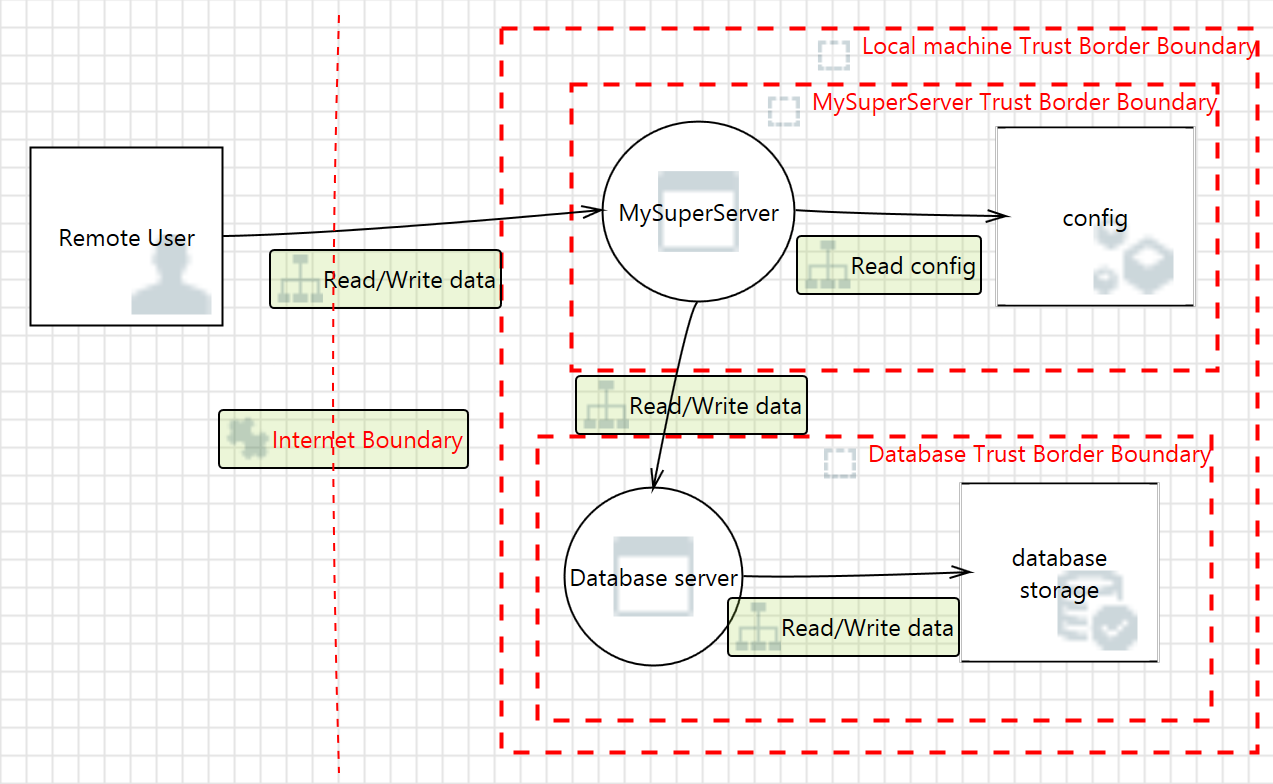 Local machine Trust Border Boundary
MySuperServer Trust Border Boundary
Remote User
MySuperServer
config
Read/Write data
Read config
Read/Write data
Internet Boundary
Database Trust Border Boundary
Database server
database
storage
Read/Write data